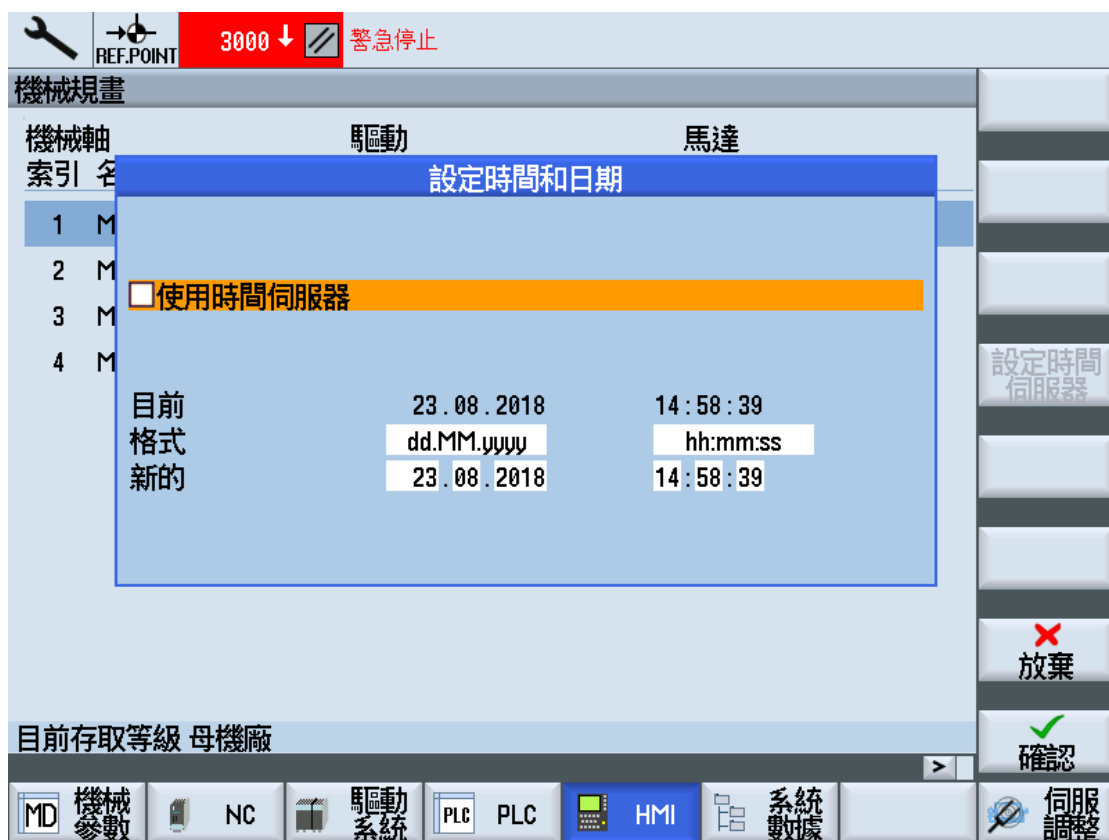 REF.POINT
3000 警急停止
機械規畫
機械軸 驅動 馬達
索引 名
設定時間和日期
1 M
2 M
3 M
4 M
使用時間伺服器
目前 23.08.2018 14:58:39
格式 dd.MM.yyyy hh:mm:ss
新的 23.08.2018 14:58:39
設定時間
伺服器
放棄
確認
目前存取等級 母機廠
>
MD 機械
參數
NC
驅動
系統
PLC PLC
HMI
系統
數據
伺服
調整